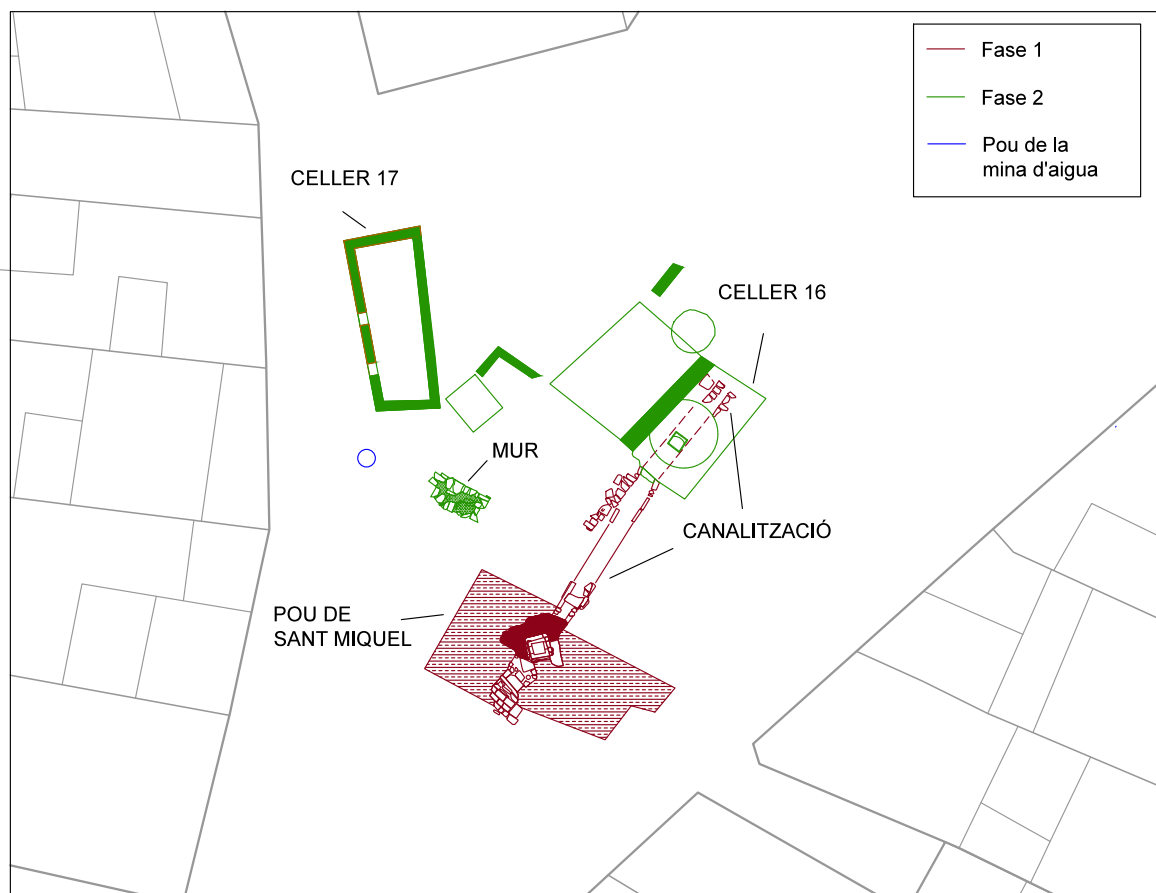 Fase 1
Fase 2
Pou de la
mina d'aigua
CELLER 17
CELLER 16
MUR
CANALITZACIÓ
POU DE
SANT MIQUEL